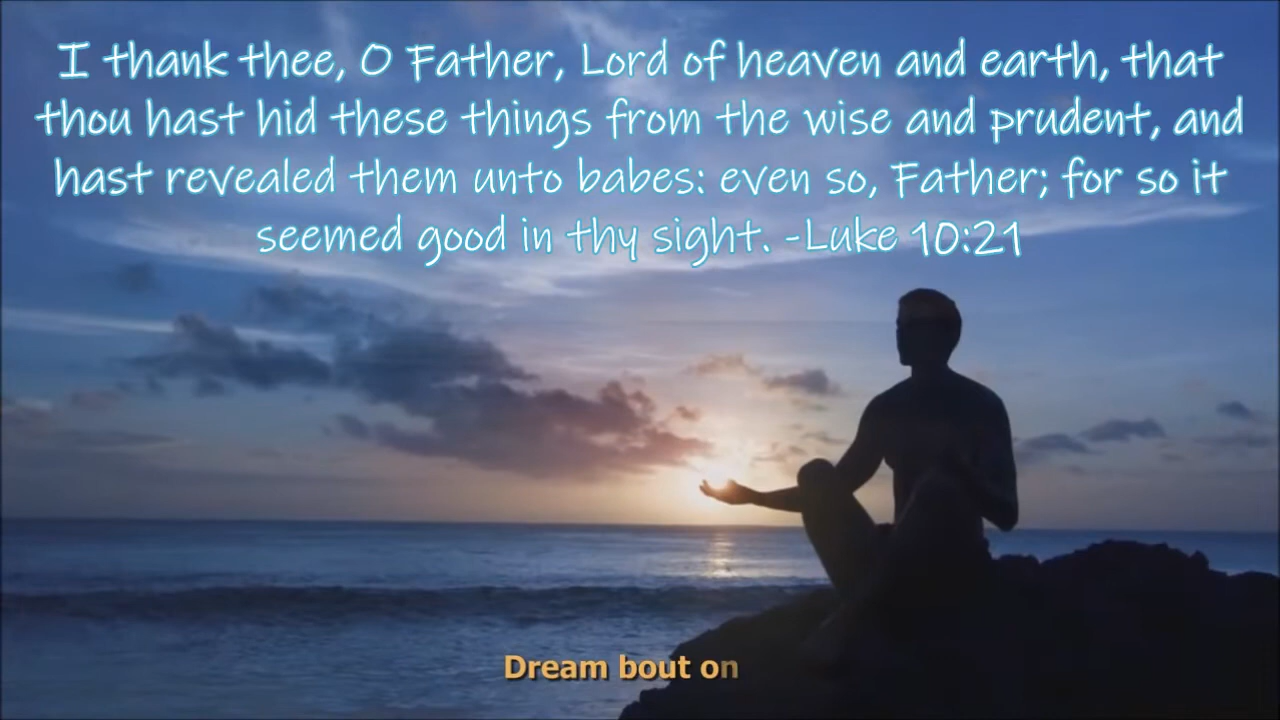 I thank thee, O Father, Lord of heaven and earth, that
thou hast hid these things from the wise and prudent, and
hast revealed them unto babes: even so, Father; for so it
seemed good in thy sight. -Luke 10:21
Dream bout on